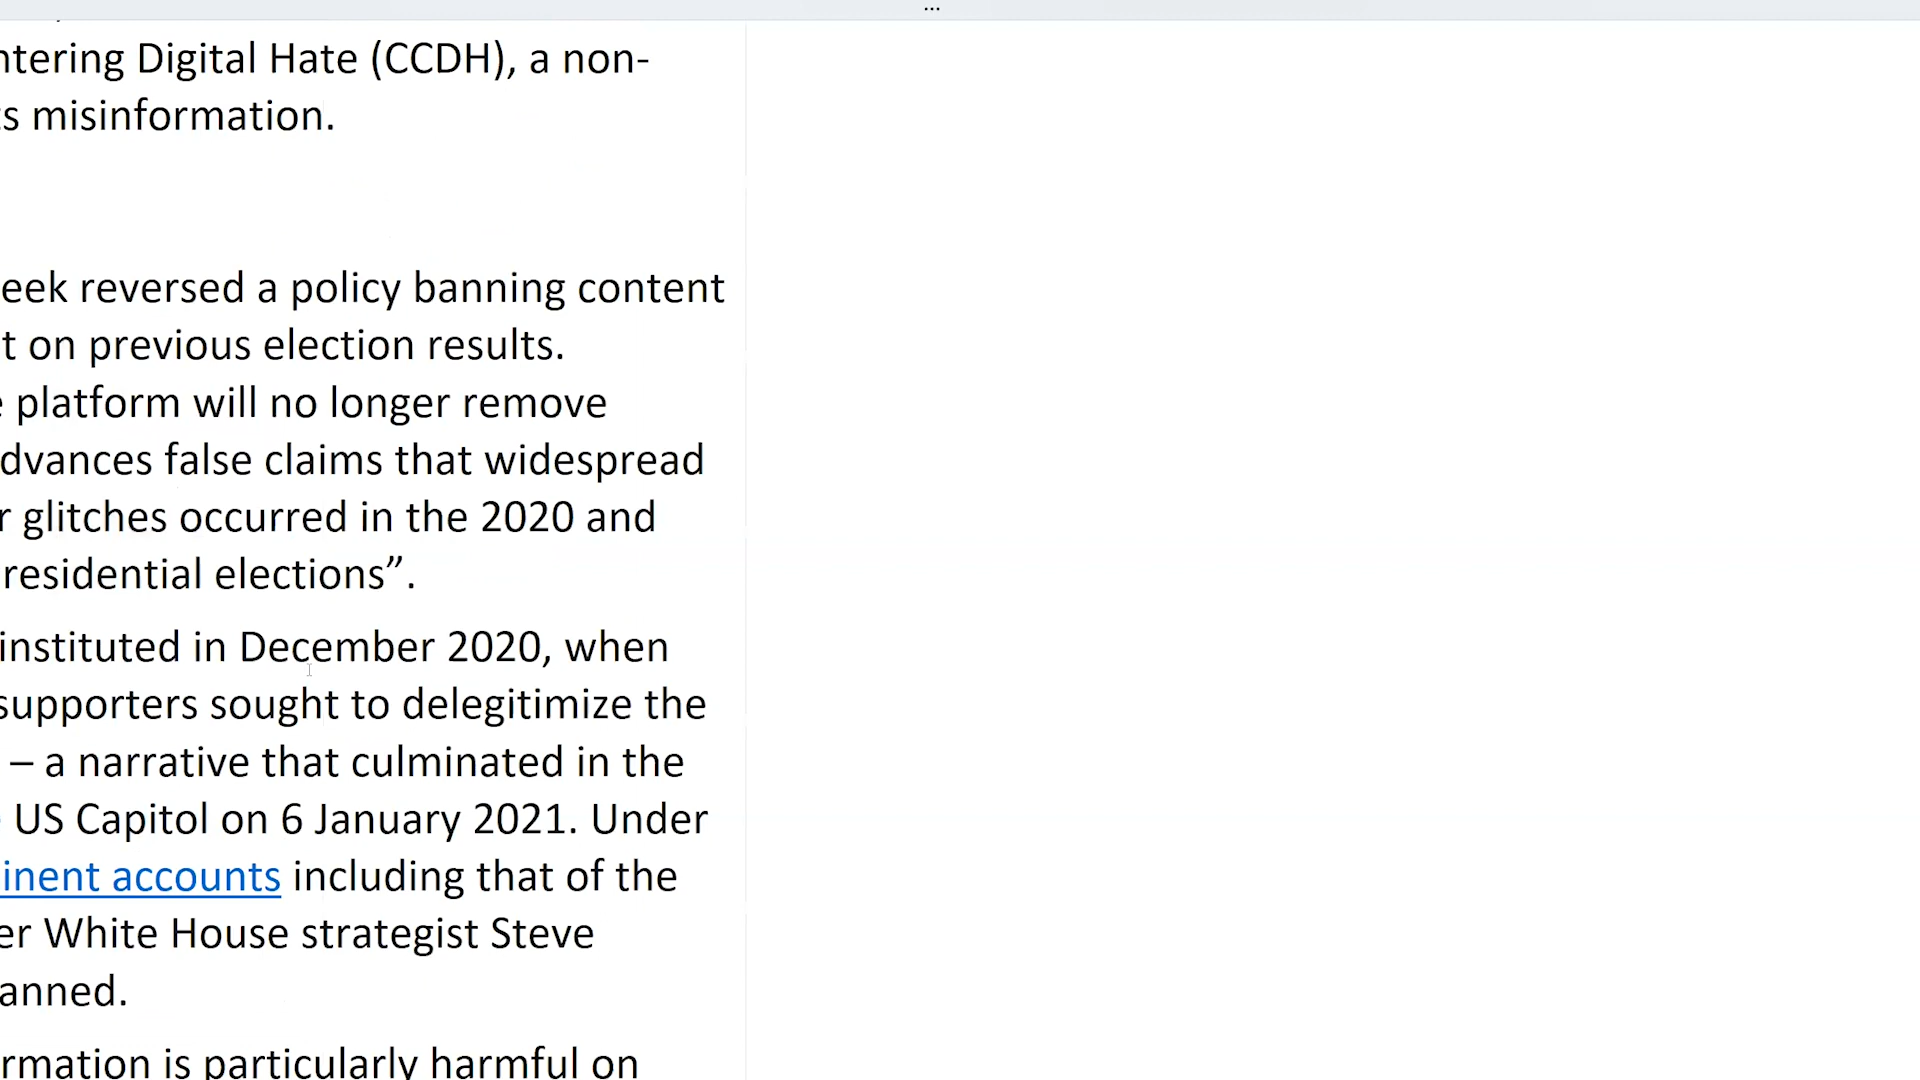 ...
ntering Digital Hate (CCDH), a non-
s misinformation.
eek reversed a policy banning content
t on previous election results.
platform will no longer remove
dvances false claims that widespread
r glitches occurred in the 2020 and
residential elections”.
instituted in December 2020, when
supporters sought to delegitimize the
– a narrative that culminated in the
US Capitol on 6 January 2021. Under
inent accounts including that of the
er White House strategist Steve
anned.
rmation is particularly harmful on